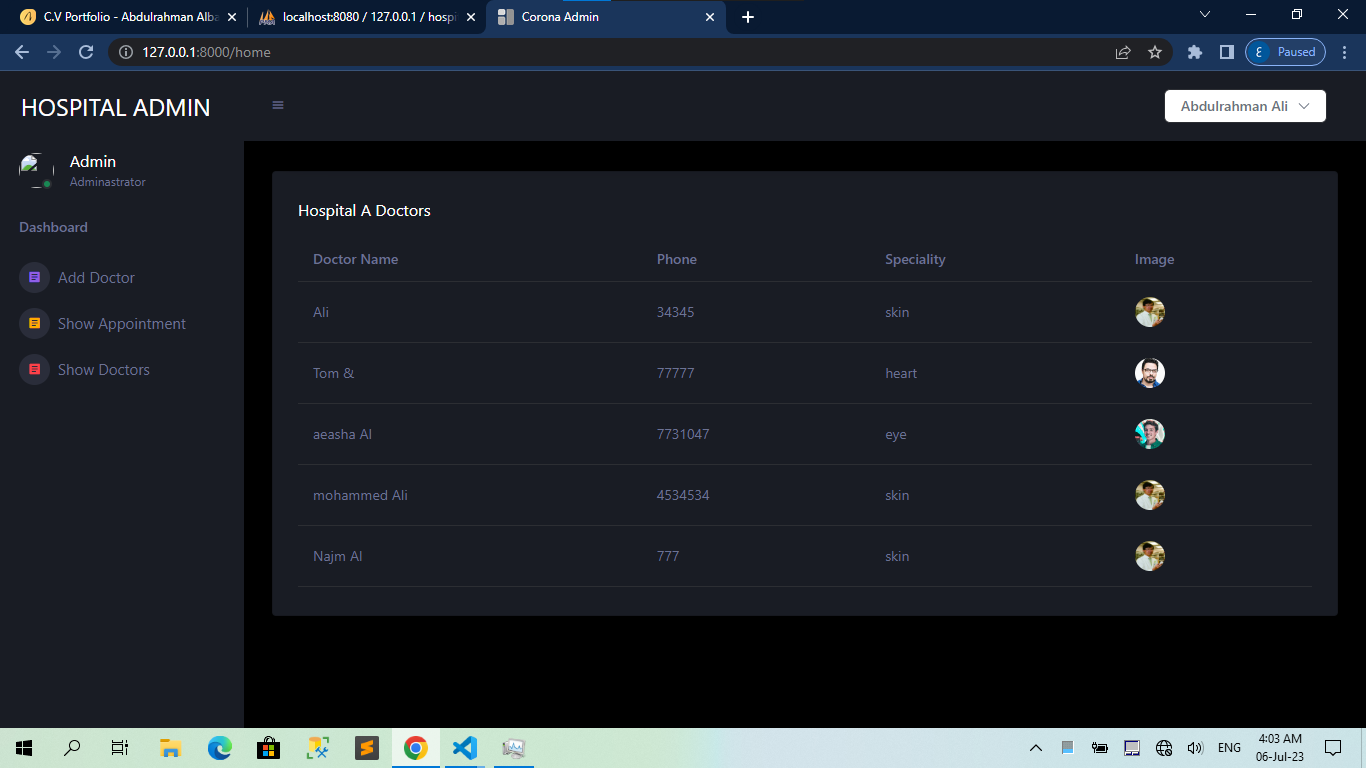 C.V Portfolio - Abdulrahman Alba
localhost:8080 / 127.0.0.1 / hospi
Corona Admin
127.0.0.1:8000/home
Paused
HOSPITAL ADMIN
Abdulrahman Ali
Admin
Adminastrator
Dashboard
Add Doctor
Show Appointment
Show Doctors
Hospital A Doctors
Doctor Name Phone Speciality Image
Ali 34345 skin
Tom & 77777 heart
aeasha Al 7731047 eye
mohammed Ali 4534534 skin
Najm Al 777 skin
ENG
4:03 AM
06-Jul-23